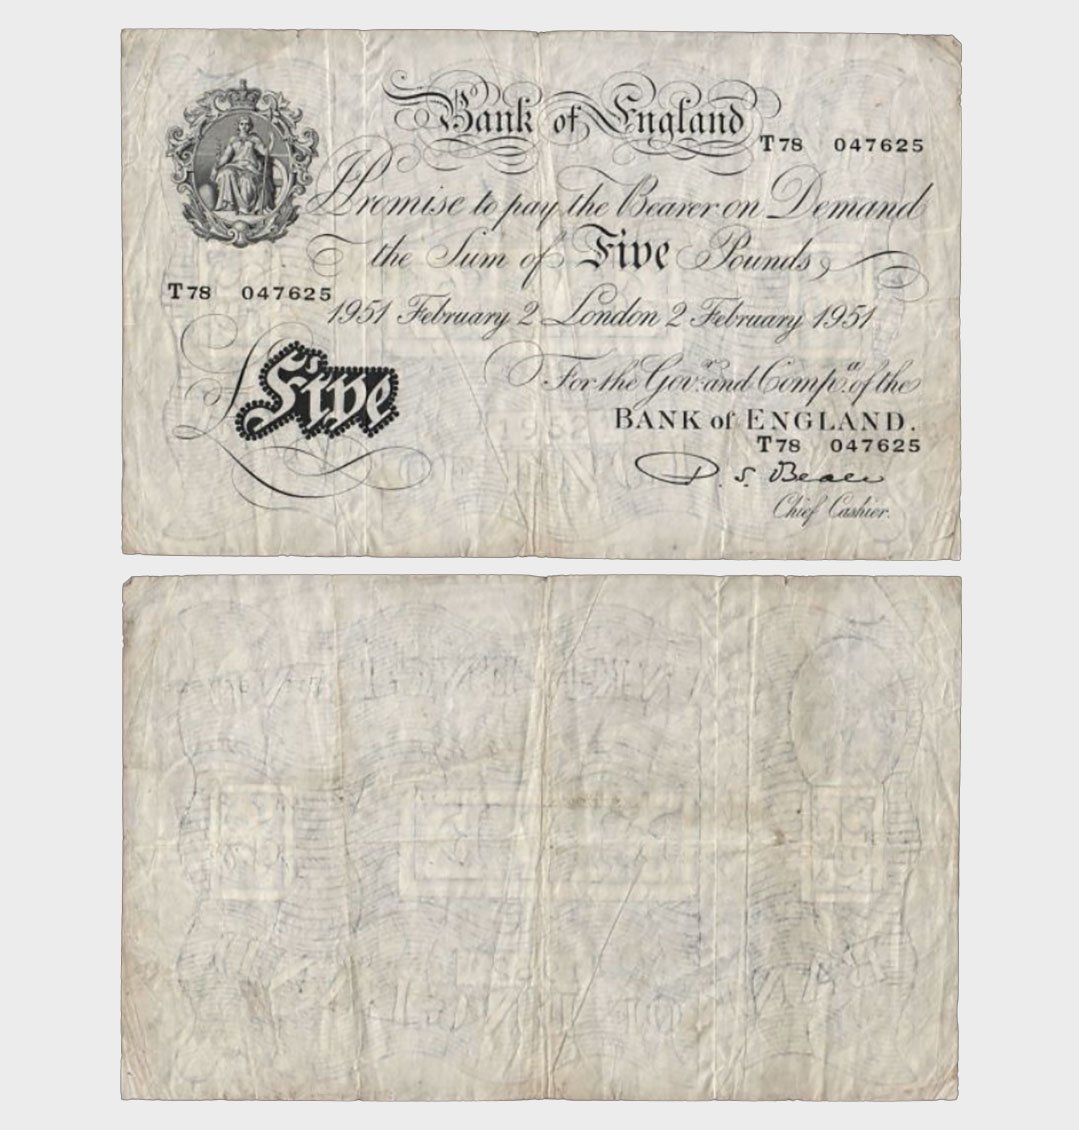 Bank of England
T78 047625
I Promise to pay the Bearer on Demand
the Sum of Five Pounds
T78 047625
1951 February 2 London 2 February 1951
For the Govr. and Compa. of the
£Five
BANK of ENGLAND.
T78 047625
P. S. Beale
Chief Cashier.